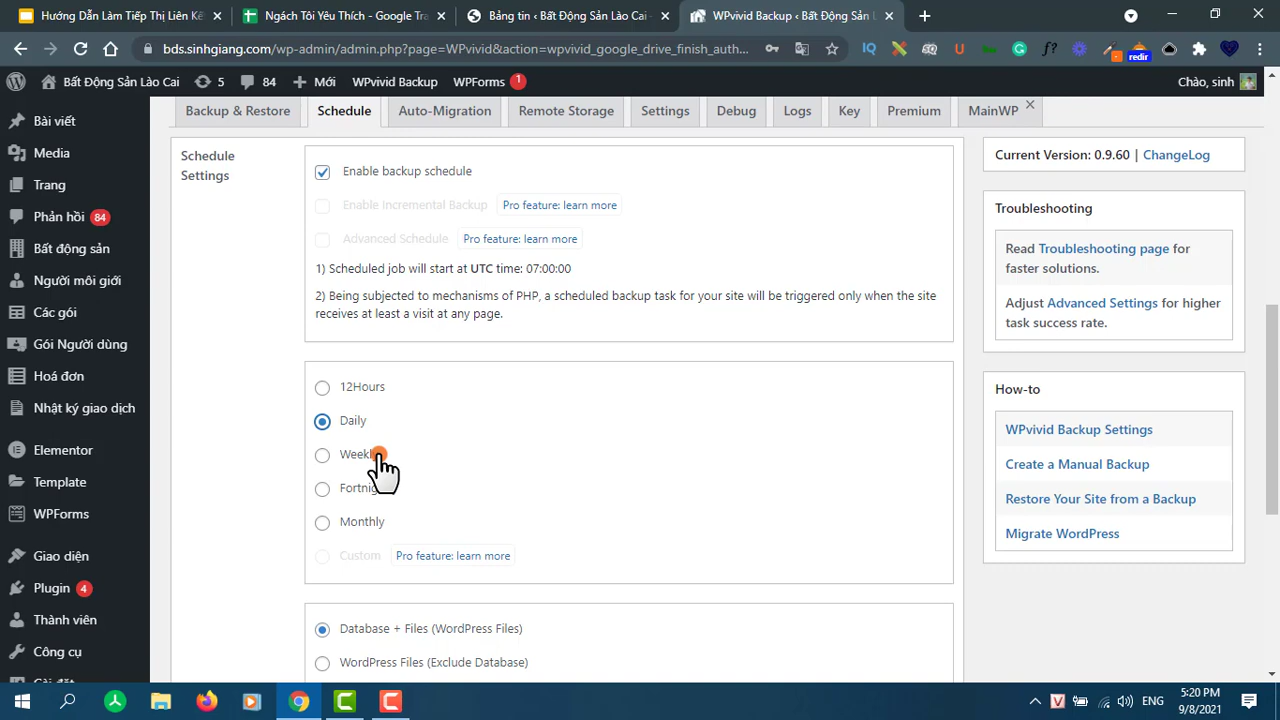 Hướng Dẫn Làm Tiếp Thị Liên Kế
Ngách Tôi Yêu Thích - Google Tra
Bảng tin ‹ Bất Động Sản Lào Cai -
WPvivid Backup ‹ Bất Động Sản L
bds.sinhgiang.com/wp-admin/admin.php?page=WPvivid&action=wpvivid_google_drive_finish_auth...
redir
Bất Động Sản Lào Cai
5
84
Mới
WPvivid Backup
WPForms 1
Chào, sinh
Bài viết
Media
Trang
Phản hồi 84
Bất động sản
Người môi giới
Các gói
Gói Người dùng
Hoá đơn
Nhật ký giao dịch
Elementor
Template
WPForms
Giao diện
Plugin 4
Thành viên
Công cụ
Cài đặt
Backup & Restore
Schedule
Auto-Migration
Remote Storage
Settings
Debug
Logs
Key
Premium
MainWP
Schedule
Settings
Enable backup schedule
Enable Incremental Backup Pro feature: learn more
Advanced Schedule Pro feature: learn more
1) Scheduled job will start at UTC time: 07:00:00
2) Being subjected to mechanisms of PHP, a scheduled backup task for your site will be triggered only when the site
receives at least a visit at any page.
12Hours
Daily
Weekl
Fortnig
Monthly
Custom Pro feature: learn more
Database + Files (WordPress Files)
WordPress Files (Exclude Database)
Current Version: 0.9.60 | ChangeLog
Troubleshooting
Read Troubleshooting page for
faster solutions.
Adjust Advanced Settings for higher
task success rate.
How-to
WPvivid Backup Settings
Create a Manual Backup
Restore Your Site from a Backup
Migrate WordPress
ENG
5:20 PM
9/8/2021